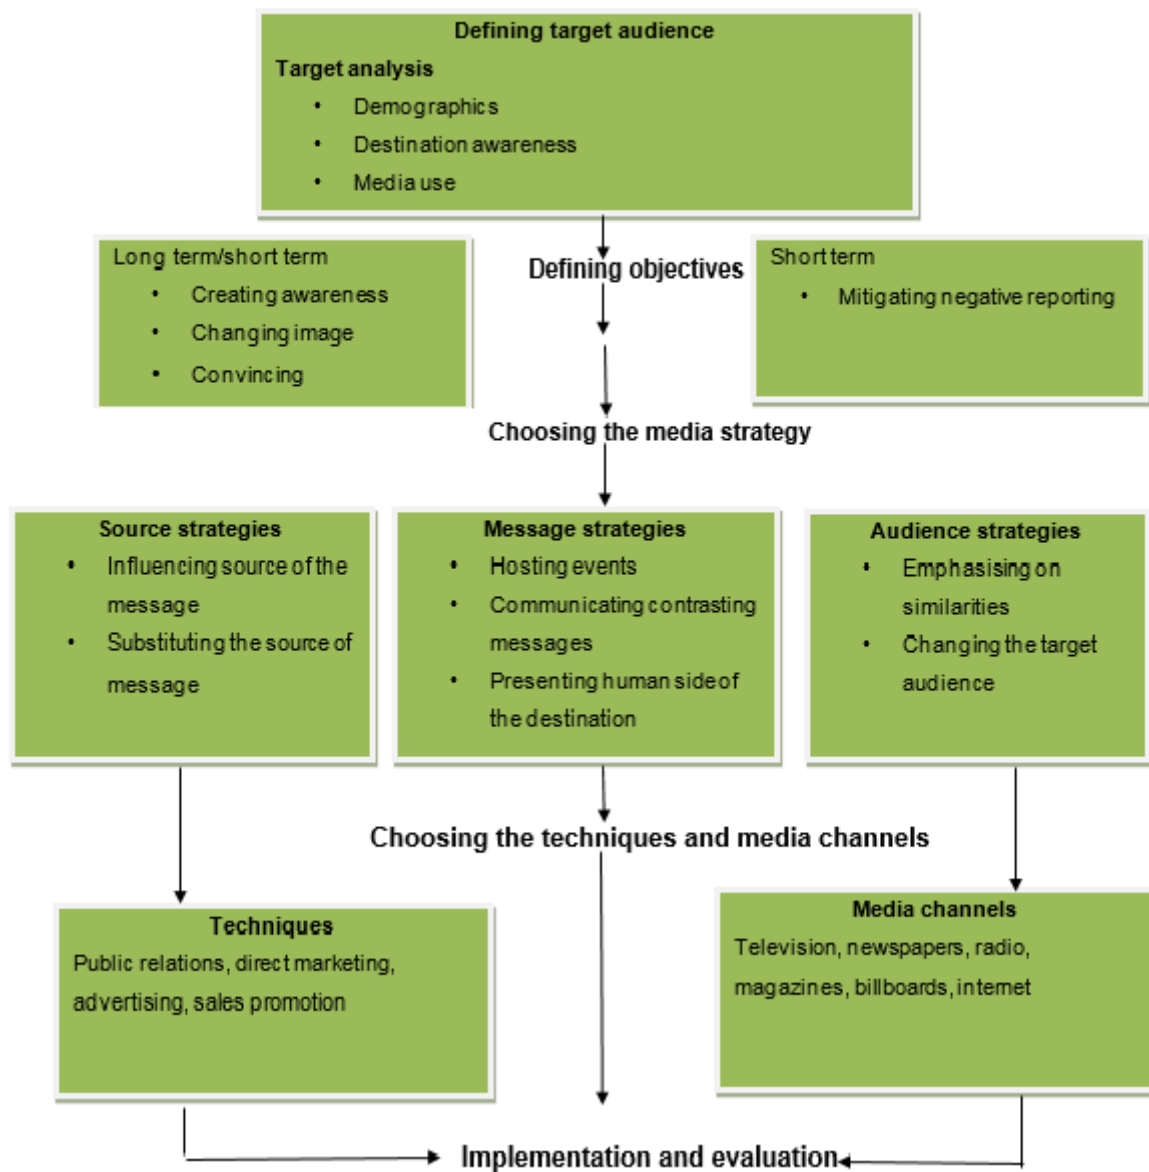 Defining target audience
Target analysis
• Demographics
• Destination awareness
• Media use
Defining objectives
Long term/short term
• Creating awareness
• Changing image
• Convincing
Short term
• Mitigating negative reporting
Choosing the media strategy
Source strategies
• Influencing source of the
message
• Substituting the source of
message
Message strategies
• Hosting events
• Communicating contrasting
messages
• Presenting human side of
the destination
Audience strategies
• Emphasising on
similarities
• Changing the target
audience
Choosing the techniques and media channels
Techniques
Public relations, direct marketing,
advertising, sales promotion
Media channels
Television, newspapers, radio,
magazines, billboards, internet
Implementation and evaluation